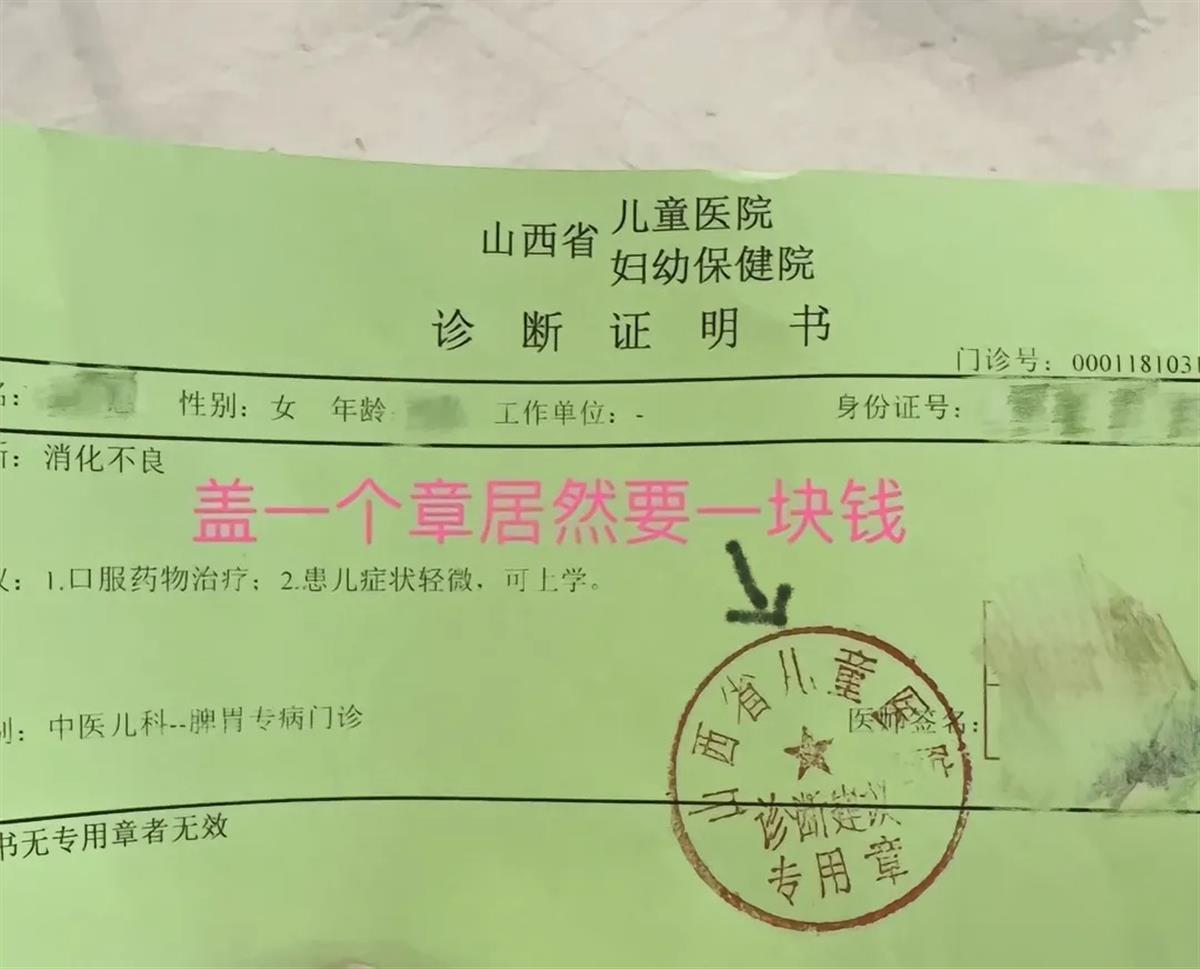 山西省 儿童医院
妇幼保健院
诊断证明书
门诊号：000118103
名： 性别：女 年龄 工作单位：- 身份证号：
断：消化不良
盖一个章居然要一块钱
议：1.口服药物治疗；2.患儿症状轻微，可上学。
别：中医儿科--脾胃专病门诊
医师签名：
山西省儿童医院
诊断建议
专用章
书无专用章者无效